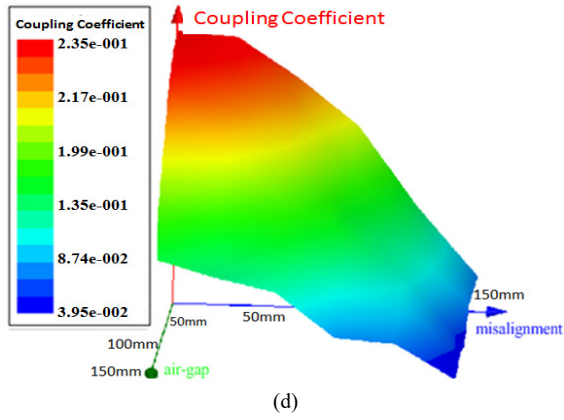 Coupling Coefficient
Coupling Coefficient
2.35e-001
2.17e-001
1.99e-001
1.35e-001
8.74e-002
3.95e-002
150mm
50mm
50mm
misalignment
100mm
150mm
air-gap
(d)